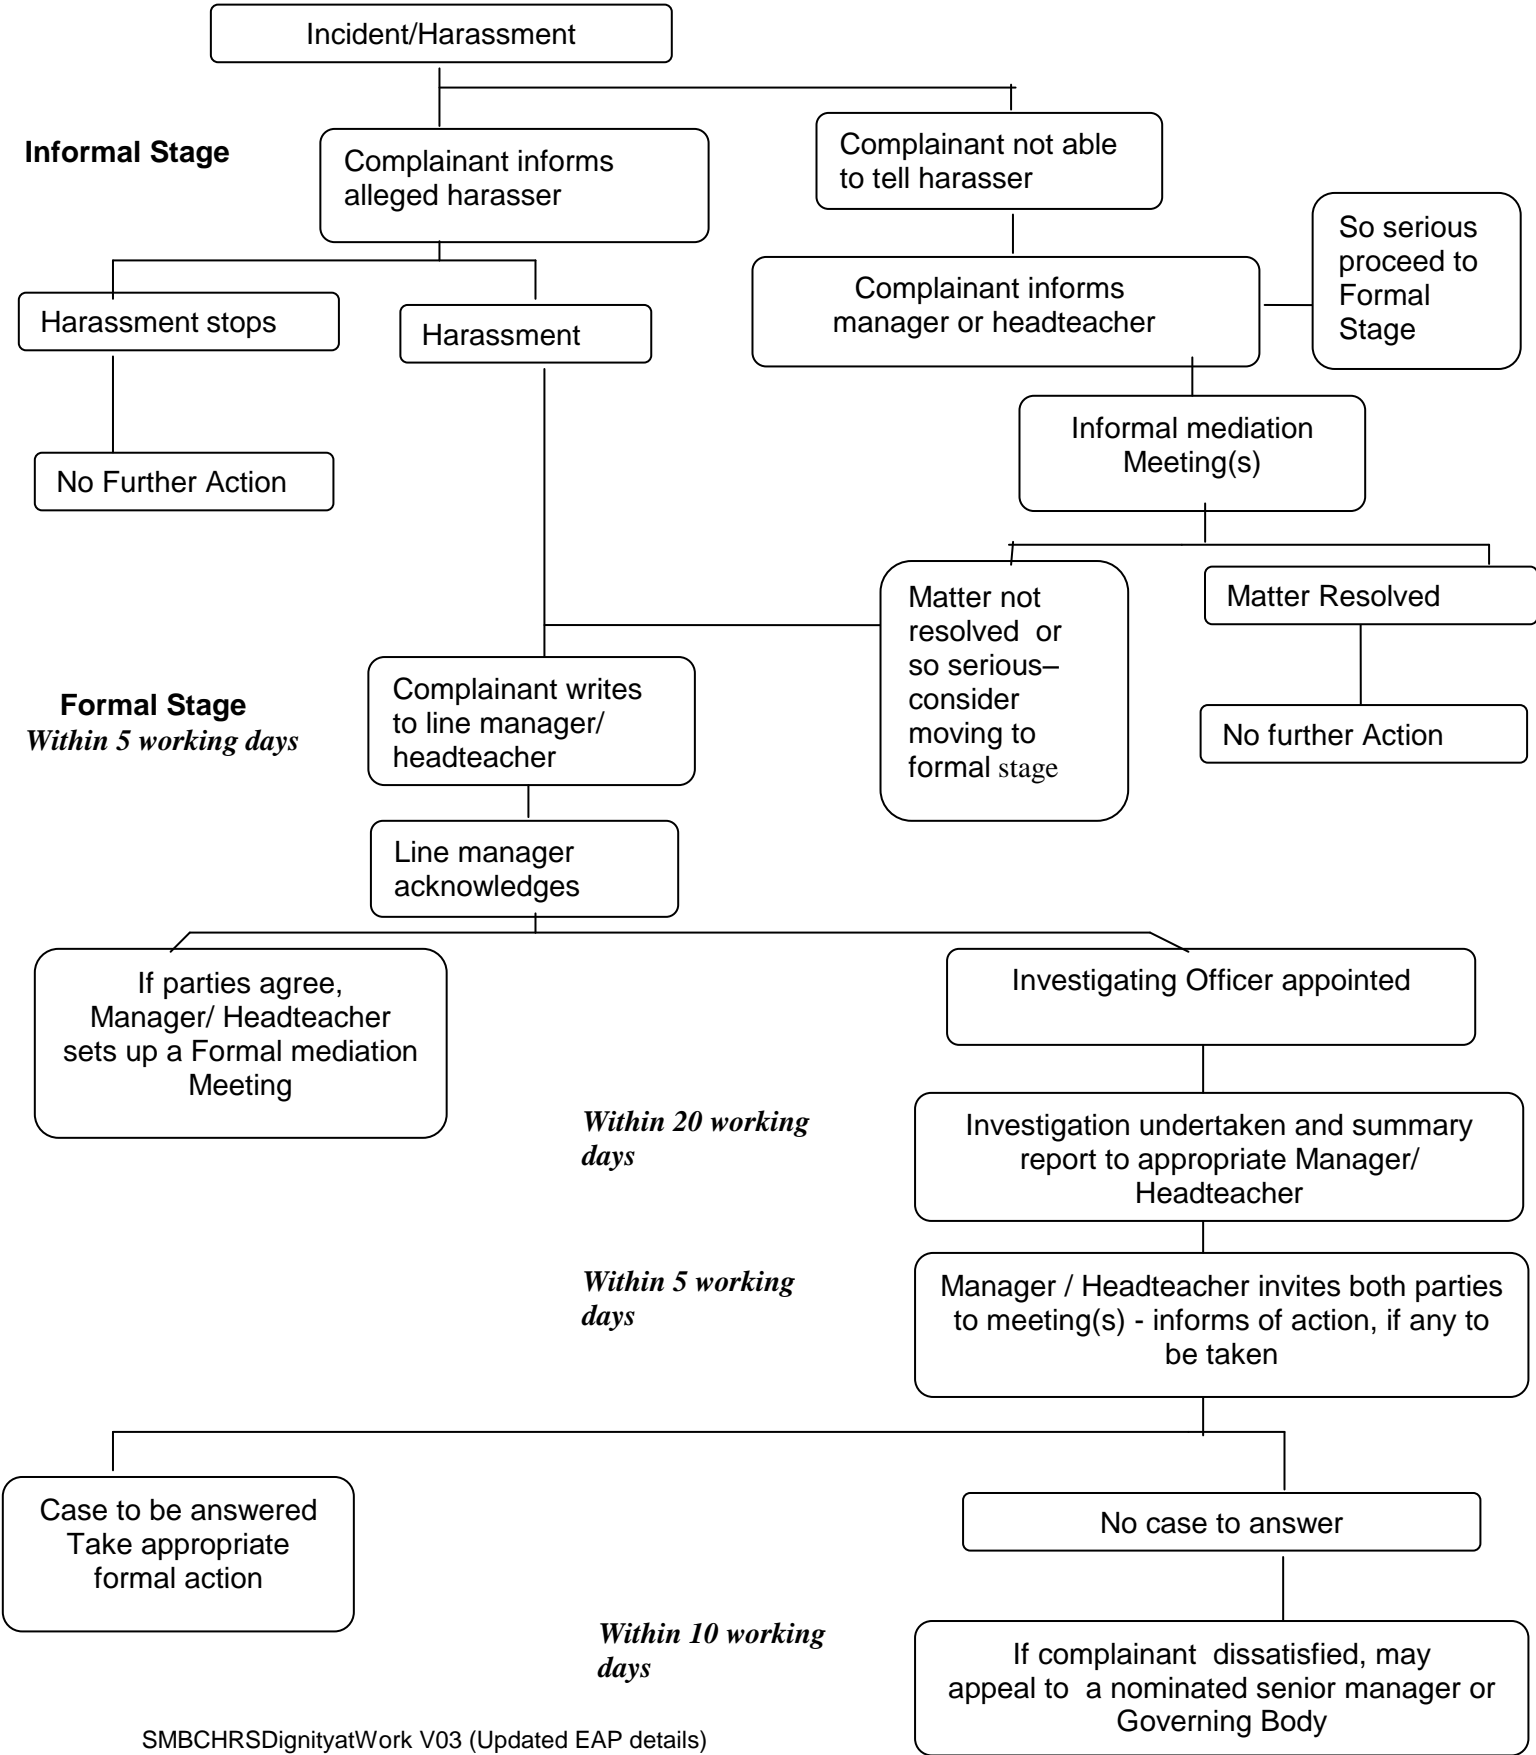 Incident/Harassment
Informal Stage
Complainant informs
alleged harasser
Complainant not able
to tell harasser
So serious
proceed to
Formal
Stage
Complainant informs
manager or headteacher
Harassment stops
Harassment
Informal mediation
Meeting(s)
No Further Action
Matter not
resolved or
so serious–
consider
moving to
formal stage
Matter Resolved
No further Action
Formal Stage
Within 5 working days
Complainant writes
to line manager/
headteacher
Line manager
acknowledges
If parties agree,
Manager/ Headteacher
sets up a Formal mediation
Meeting
Investigating Officer appointed
Within 20 working
days
Investigation undertaken and summary
report to appropriate Manager/
Headteacher
Within 5 working
days
Manager / Headteacher invites both parties
to meeting(s) - informs of action, if any to
be taken
Case to be answered
Take appropriate
formal action
No case to answer
Within 10 working
days
If complainant dissatisfied, may
appeal to a nominated senior manager or
Governing Body
SMBCHRSDignityatWork V03 (Updated EAP details)